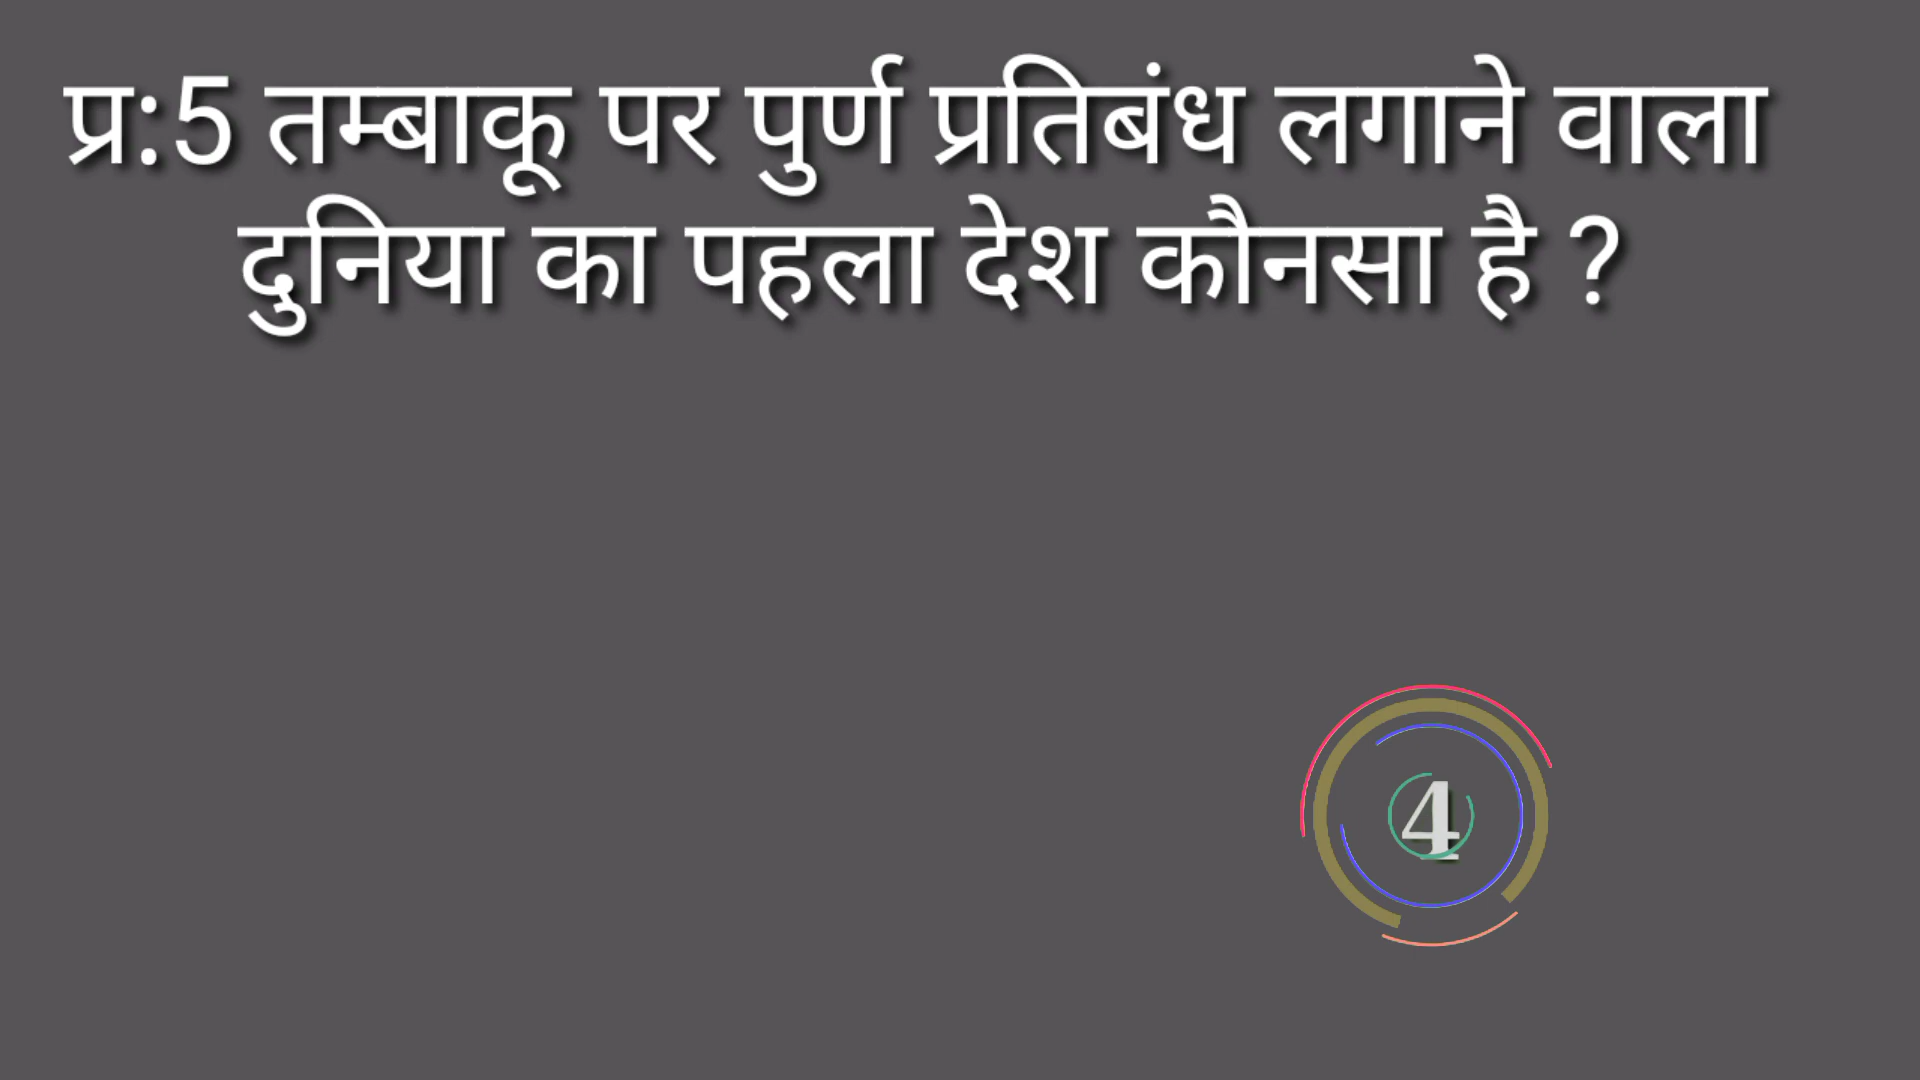 प्र:5 तम्बाकू पर पुर्ण प्रतिबंध लगाने वाला
दुनिया का पहला देश कौनसा है ?
4